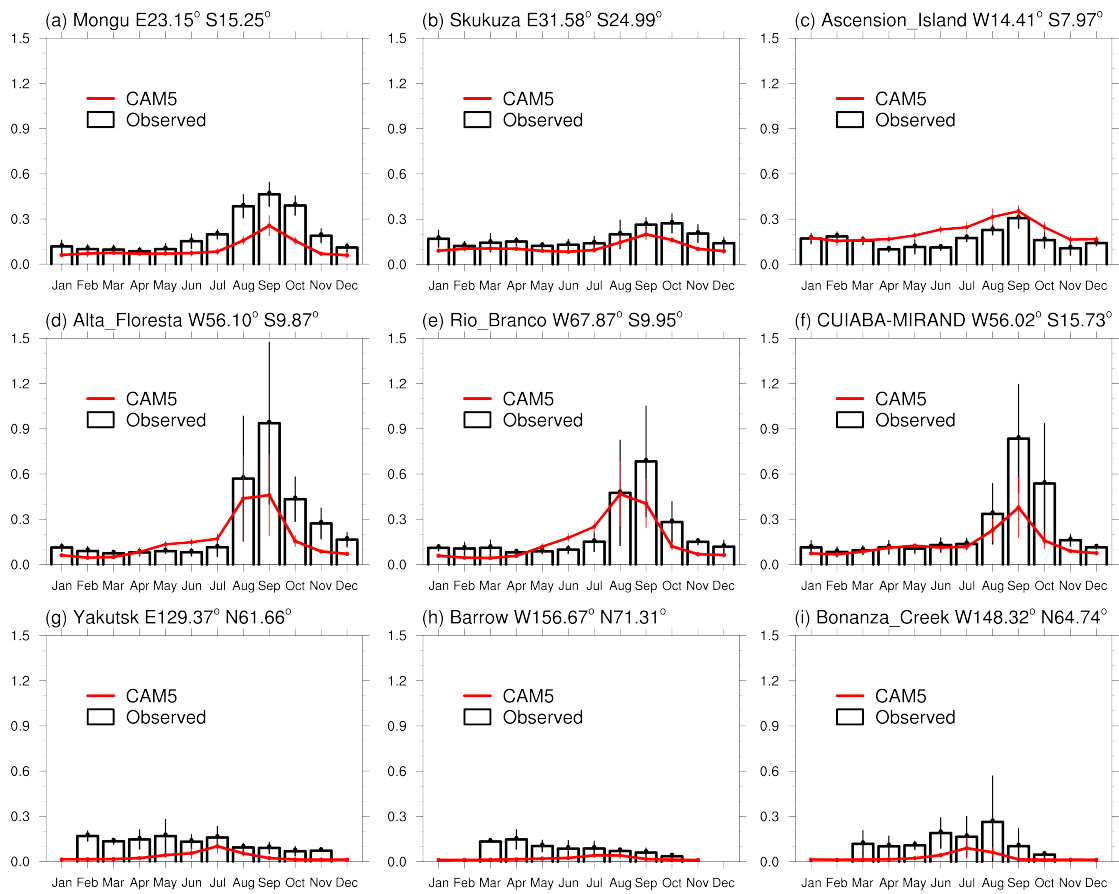 (a) Mongu E23.15° S15.25°
1.5
1.2
0.9
0.6
0.3
0.0
CAM5
Observed
Jan Feb Mar Apr May Jun Jul Aug Sep Oct Nov Dec
(b) Skukuza E31.58° S24.99°
1.5
1.2
0.9
0.6
0.3
0.0
CAM5
Observed
Jan Feb Mar Apr May Jun Jul Aug Sep Oct Nov Dec
(c) Ascension_Island W14.41° S7.97°
1.5
1.2
0.9
0.6
0.3
0.0
CAM5
Observed
Jan Feb Mar Apr May Jun Jul Aug Sep Oct Nov Dec
(d) Alta_Floresta W56.10° S9.87°
1.5
1.2
0.9
0.6
0.3
0.0
CAM5
Observed
Jan Feb Mar Apr May Jun Jul Aug Sep Oct Nov Dec
(e) Rio_Branco W67.87° S9.95°
1.5
1.2
0.9
0.6
0.3
0.0
CAM5
Observed
Jan Feb Mar Apr May Jun Jul Aug Sep Oct Nov Dec
(f) CUIABA-MIRAND W56.02° S15.73°
1.5
1.2
0.9
0.6
0.3
0.0
CAM5
Observed
Jan Feb Mar Apr May Jun Jul Aug Sep Oct Nov Dec
(g) Yakutsk E129.37° N61.66°
1.5
1.2
0.9
0.6
0.3
0.0
CAM5
Observed
Jan Feb Mar Apr May Jun Jul Aug Sep Oct Nov Dec
(h) Barrow W156.67° N71.31°
1.5
1.2
0.9
0.6
0.3
0.0
CAM5
Observed
Jan Feb Mar Apr May Jun Jul Aug Sep Oct Nov Dec
(i) Bonanza_Creek W148.32° N64.74°
1.5
1.2
0.9
0.6
0.3
0.0
CAM5
Observed
Jan Feb Mar Apr May Jun Jul Aug Sep Oct Nov Dec